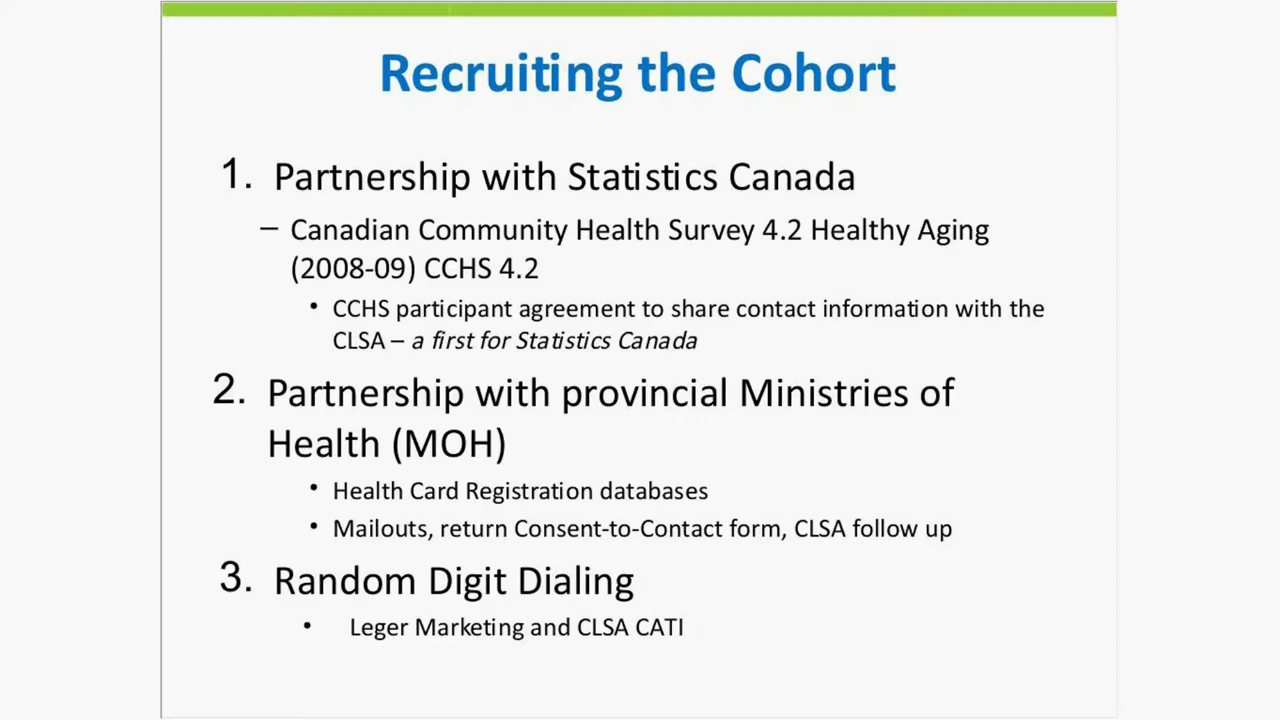 Recruiting the Cohort
1. Partnership with Statistics Canada
– Canadian Community Health Survey 4.2 Healthy Aging
(2008-09) CCHS 4.2
• CCHS participant agreement to share contact information with the
CLSA – a first for Statistics Canada
2. Partnership with provincial Ministries of
Health (MOH)
• Health Card Registration databases
• Mailouts, return Consent-to-Contact form, CLSA follow up
3. Random Digit Dialing
• Leger Marketing and CLSA CATI